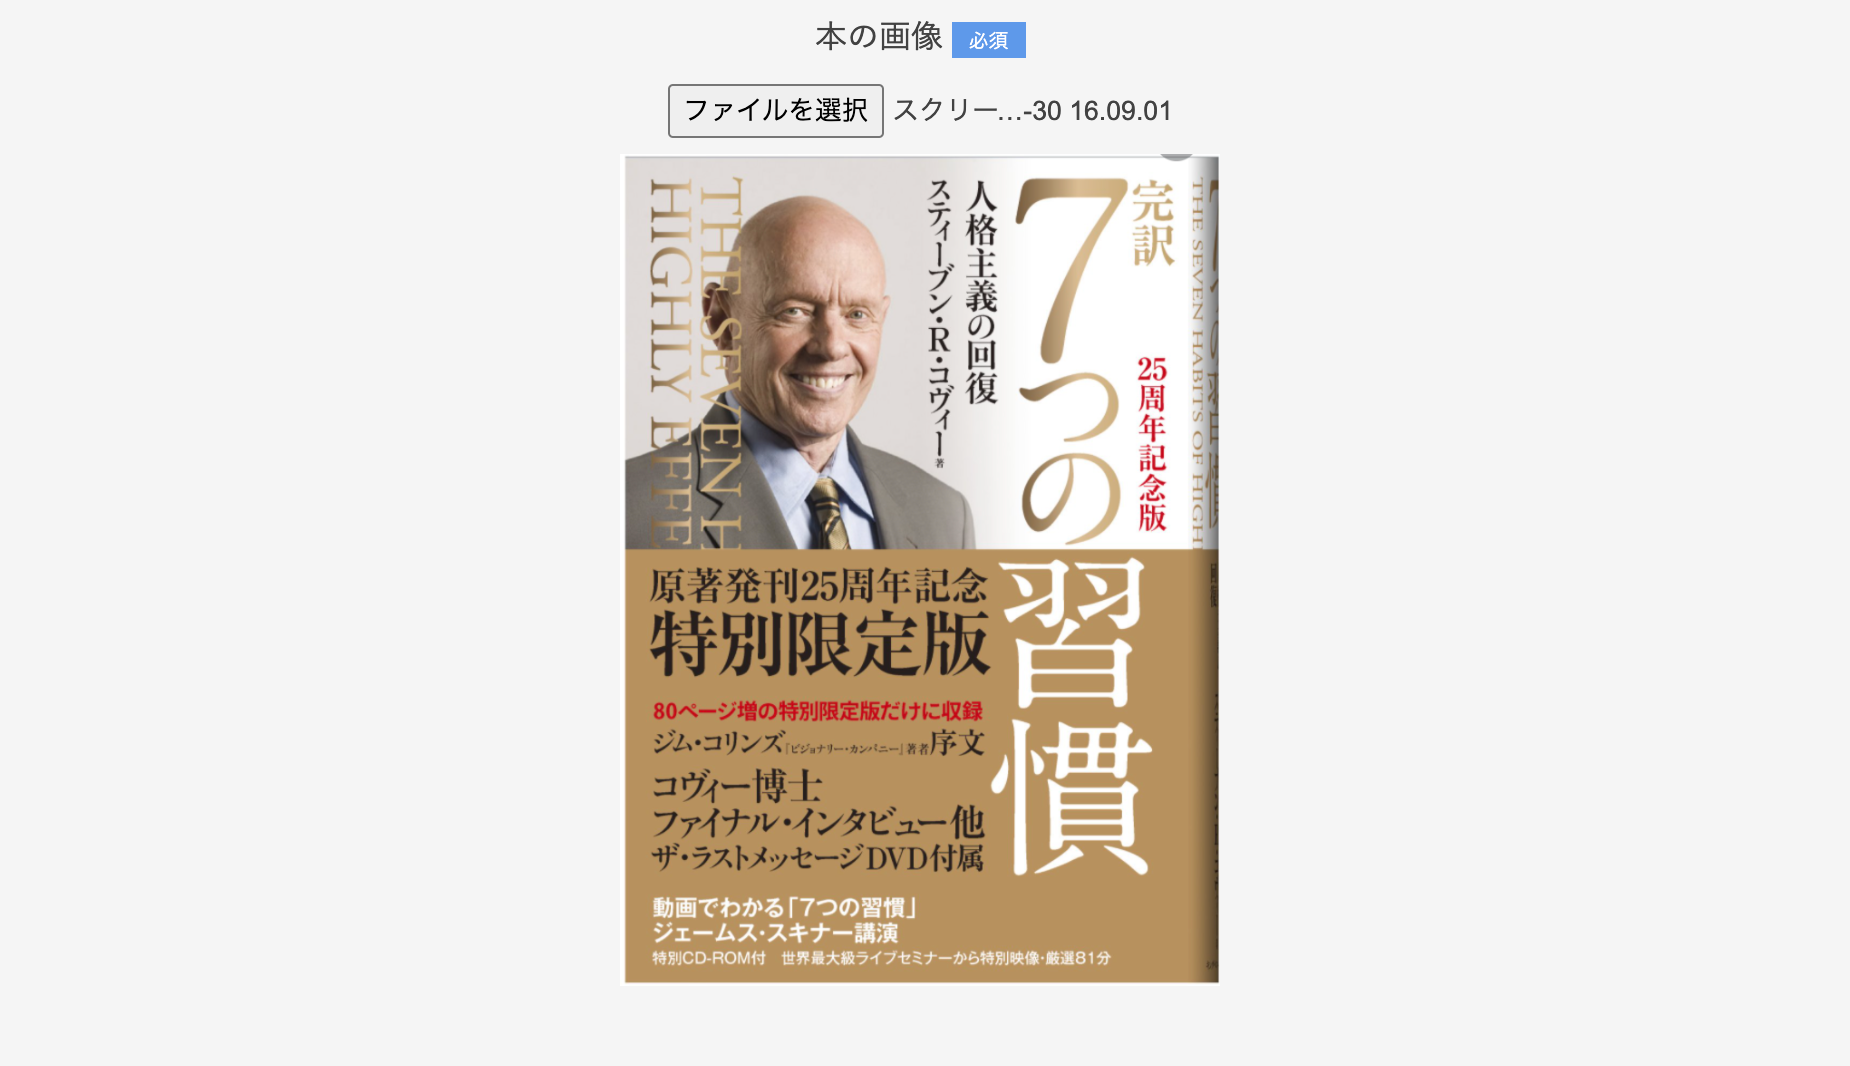 本の画像 必須
ファイルを選択 スクリー...-30 16.09.01
完訳
7つの習慣
25周年記念版
人格主義の回復
スティーブン・R・コヴィー 著
THE SEVEN H
HIGHLY EFFE
THE SEVEN HABITS OF HIGHL
原著発刊25周年記念
特別限定版
80ページ増の特別限定版だけに収録
ジム・コリンズ「ビジョナリー・カンパニー」著者序文
コヴィー博士
ファイナル・インタビュー他
ザ・ラストメッセージDVD付属
動画でわかる「7つの習慣」
ジェームス・スキナー講演
特別CD-ROM付 世界最大級ライブセミナーから特別映像・厳選81分